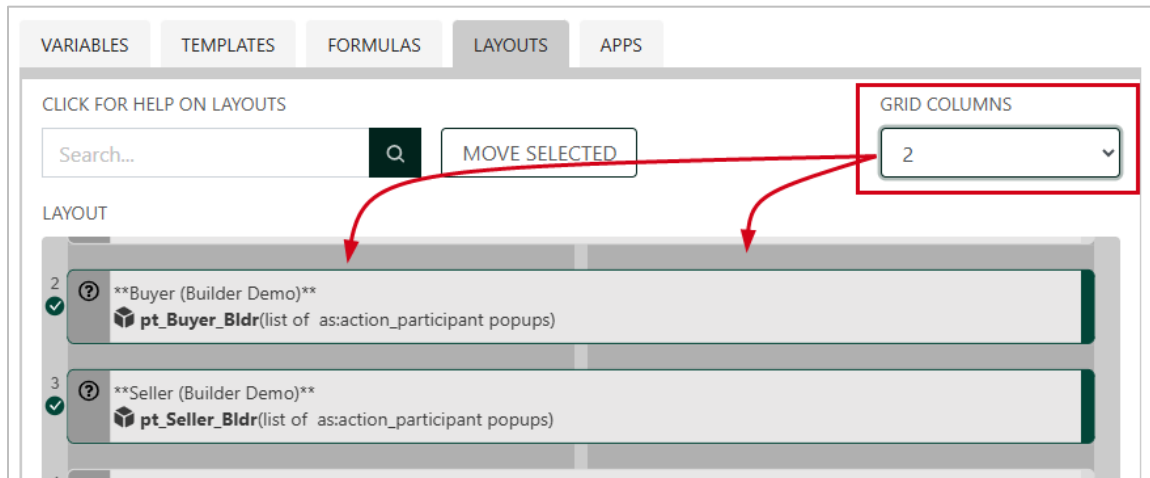 VARIABLES TEMPLATES FORMULAS LAYOUTS APPS
CLICK FOR HELP ON LAYOUTS GRID COLUMNS
Search... MOVE SELECTED 2
LAYOUT
2 **Buyer (Builder Demo)**
pt_Buyer_Bldr(list of as:action_participant popups)
3 **Seller (Builder Demo)**
pt_Seller_Bldr(list of as:action_participant popups)